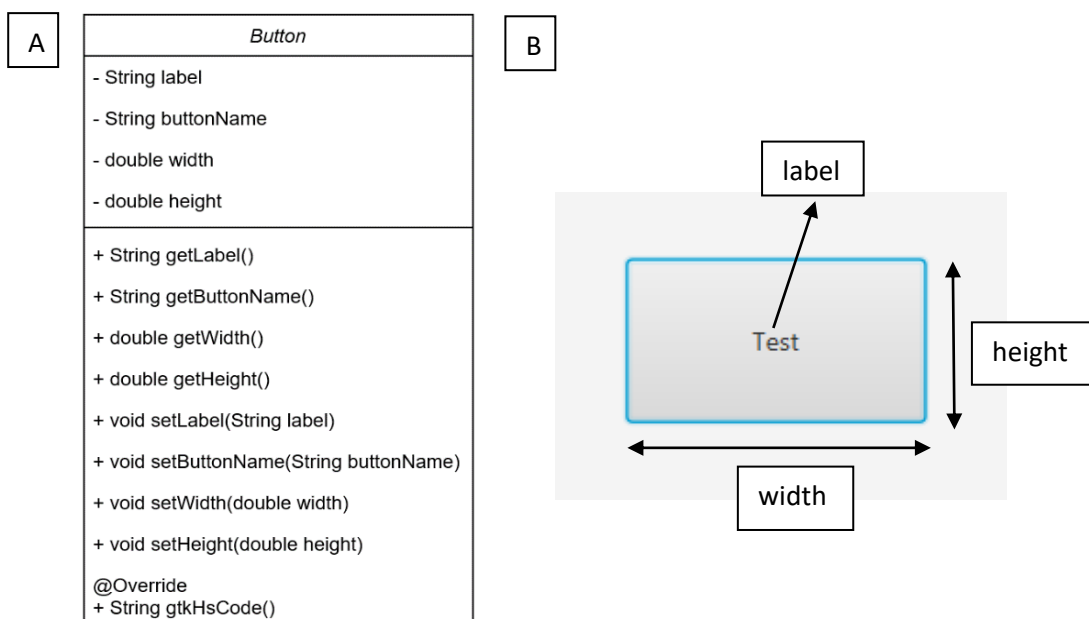 A
Button
- String label
- String buttonName
- double width
- double height
+ String getLabel()
+ String getButtonName()
+ double getWidth()
+ double getHeight()
+ void setLabel(String label)
+ void setButtonName(String buttonName)
+ void setWidth(double width)
+ void setHeight(double height)
@Override
+ String gtkHsCode()
B
label
Test
height
width